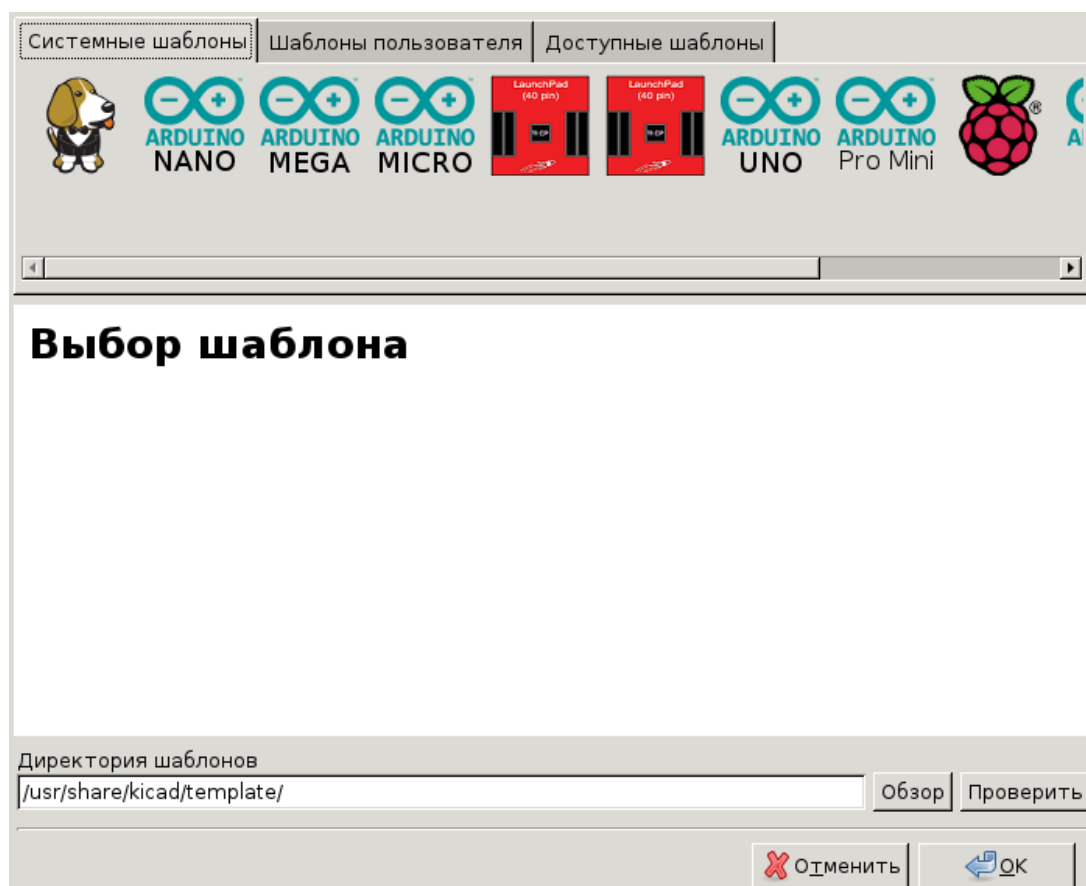 Системные шаблоны Шаблоны пользователя Доступные шаблоны
ARDUINO NANO
ARDUINO MEGA
ARDUINO MICRO
LaunchPad
(40 pin)
LaunchPad
(40 pin)
ARDUINO UNO
ARDUINO Pro Mini
®
Выбор шаблона
Директория шаблонов
/usr/share/kicad/template/ Обзор Проверить
Отменить OK